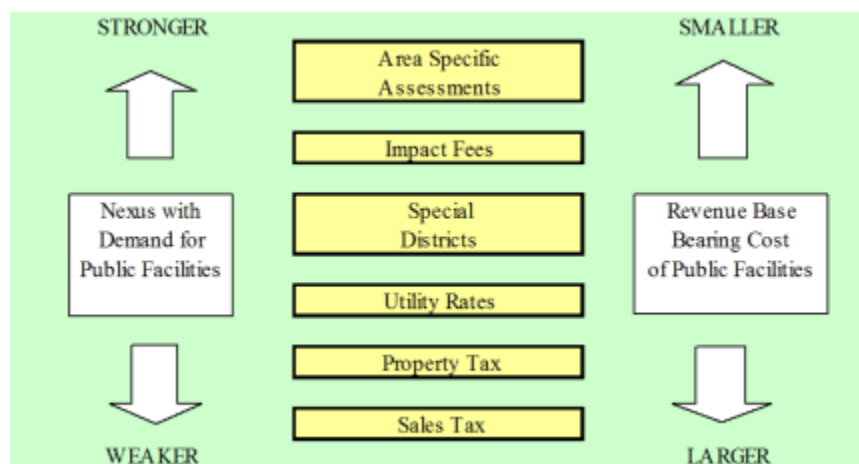 STRONGER
SMALLER
Area Specific
Assessments
Impact Fees
Nexus with
Demand for
Public Facilities
Special
Districts
Revenue Base
Bearing Cost
of Public Facilities
Utility Rates
Property Tax
Sales Tax
WEAKER
LARGER